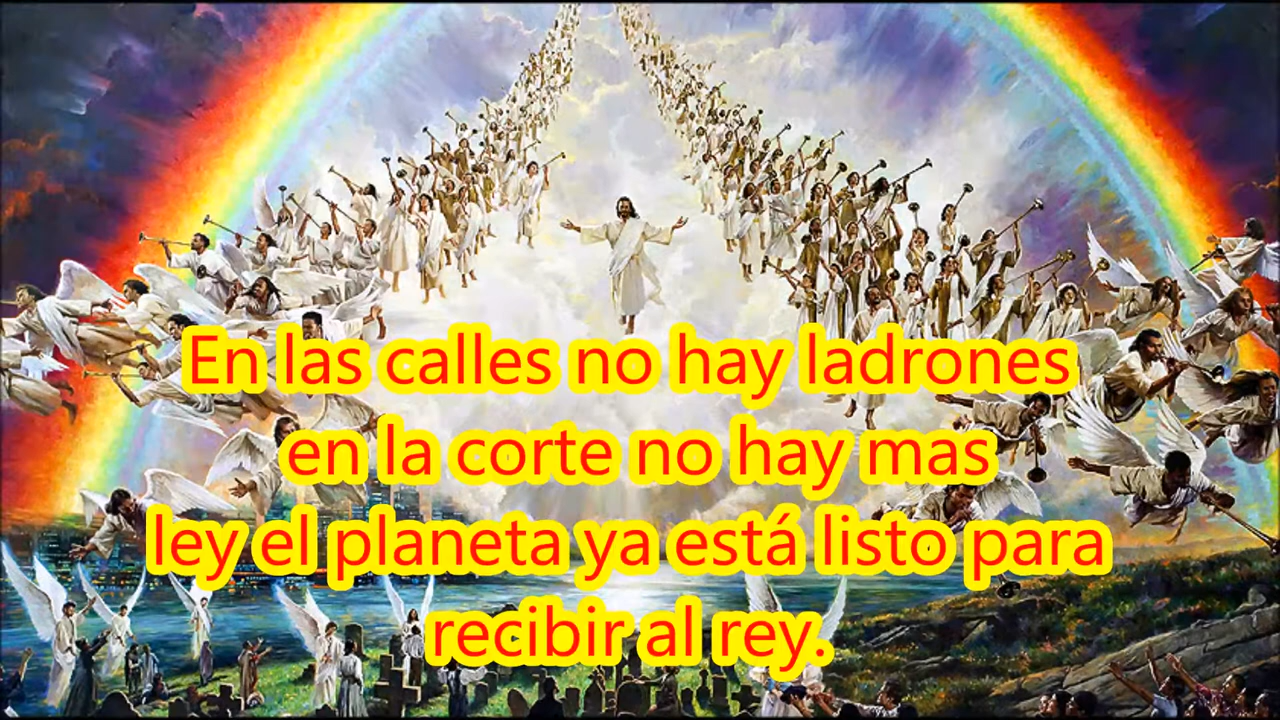 En las calles no hay ladrones
en la corte no hay mas
ley el planeta ya está listo para
recibir al rey.